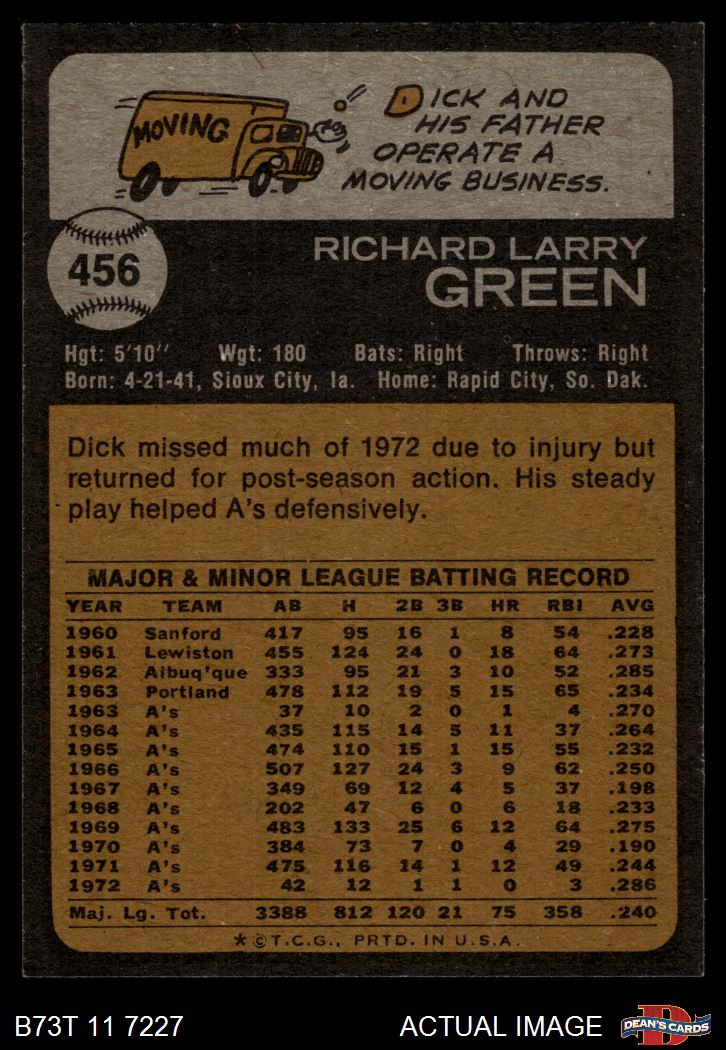 MOVING
DICK AND
HIS FATHER
OPERATE A
MOVING BUSINESS.
456
RICHARD LARRY
GREEN
Hgt: 5'10" Wgt: 180 Bats: Right Throws: Right
Born: 4-21-41, Sioux City, Ia. Home: Rapid City, So. Dak.
Dick missed much of 1972 due to injury but
returned for post-season action. His steady
play helped A's defensively.
MAJOR & MINOR LEAGUE BATTING RECORD
YEAR TEAM AB H 2B 3B HR RBI AVG
1960 Sanford 417 95 16 1 8 54 .228
1961 Lewiston 455 124 24 0 18 64 .273
1962 Albuq'que 333 95 21 3 10 52 .285
1963 Portland 478 112 19 5 15 65 .234
1963 A's 37 10 2 0 1 4 .270
1964 A's 435 115 14 5 11 37 .264
1965 A's 474 110 15 1 15 55 .232
1966 A's 507 127 24 3 9 62 .250
1967 A's 349 69 12 4 5 37 .198
1968 A's 202 47 6 0 6 18 .233
1969 A's 483 133 25 6 12 64 .275
1970 A's 384 73 7 0 4 29 .190
1971 A's 475 116 14 1 12 49 .244
1972 A's 42 12 1 1 0 3 .286
Maj. Lg. Tot. 3388 812 120 21 75 358 .240
*©T.C.G., PRTD. IN U.S.A.
B73T 11 7227 ACTUAL IMAGE
D
DEAN'S CARDS